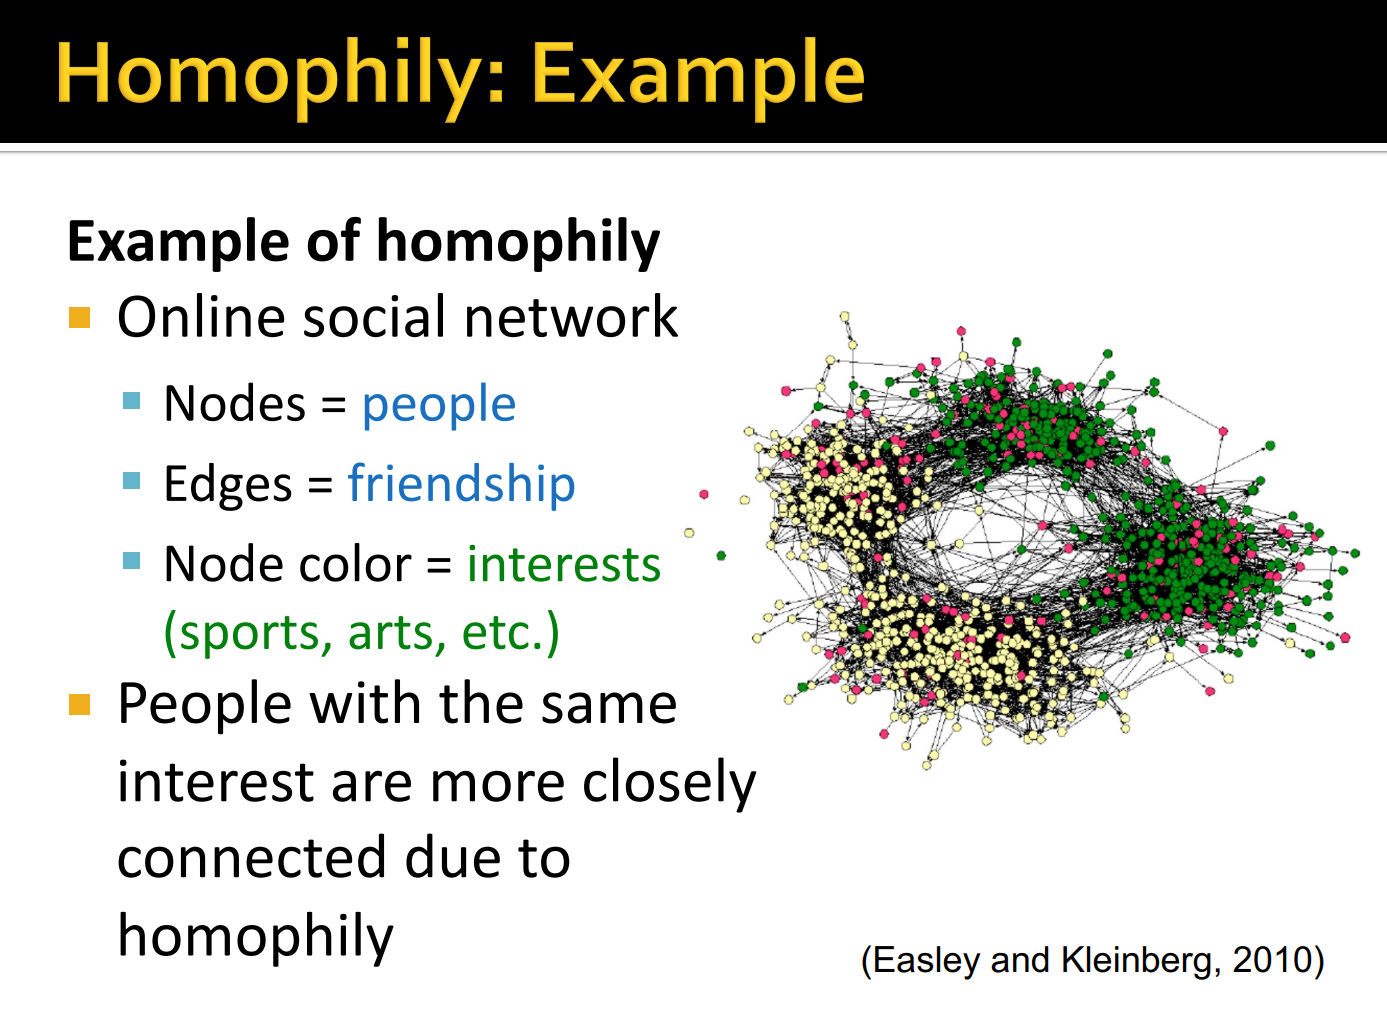 Homophily: Example
Example of homophily
Online social network
Nodes = people
Edges = friendship
Node color = interests
(sports, arts, etc.)
People with the same
interest are more closely
connected due to
homophily
(Easley and Kleinberg, 2010)